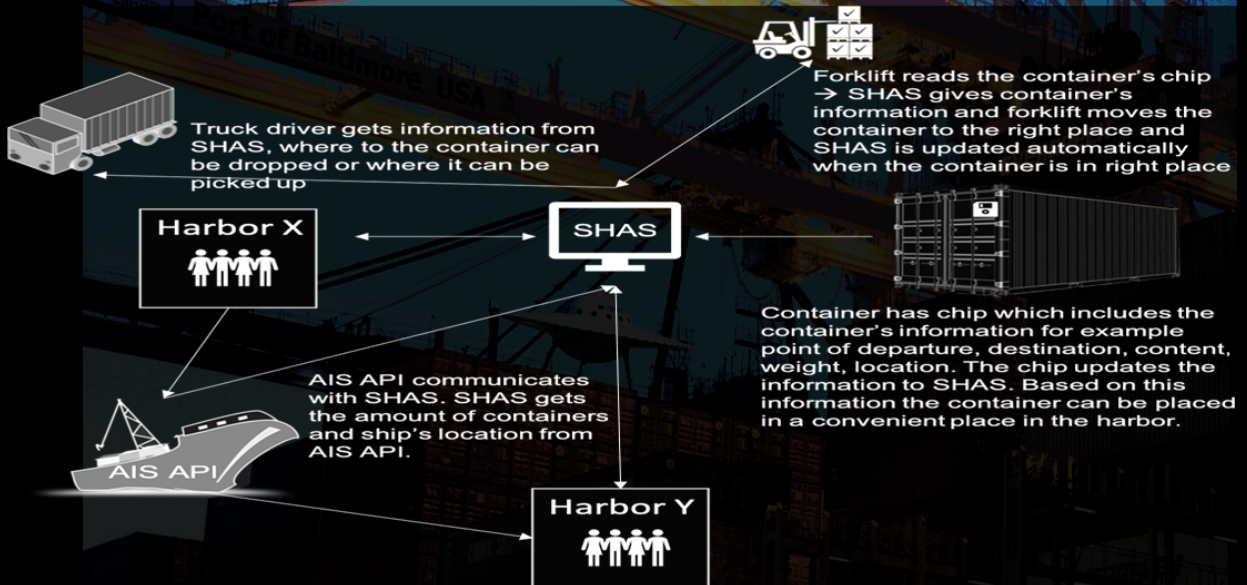 Port of Baltimore, USA
Forklift reads the container's chip
→ SHAS gives container's
information and forklift moves the
container to the right place and
SHAS is updated automatically
when the container is in right place
Truck driver gets information from
SHAS, where to the container can
be dropped or where it can be
picked up
Harbor X
SHAS
Container has chip which includes the
container's information for example
point of departure, destination, content,
weight, location. The chip updates the
information to SHAS. Based on this
information the container can be placed
in a convenient place in the harbor.
AIS API communicates
with SHAS. SHAS gets
the amount of containers
and ship's location from
AIS API.
AIS API
Harbor Y